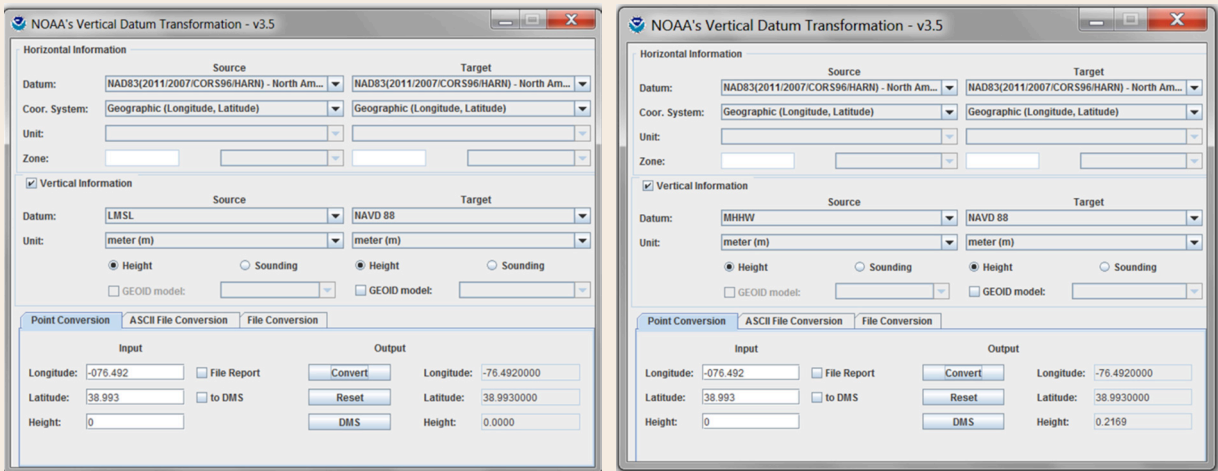 NOAA's Vertical Datum Transformation - v3.5
Horizontal Information
Source Target
Datum: NAD83(2011/2007/CORS96/HARN) - North Am... NAD83(2011/2007/CORS96/HARN) - North Am...
Coor. System: Geographic (Longitude, Latitude) Geographic (Longitude, Latitude)
Unit:
Zone:
Vertical Information
Source Target
Datum: LMSL NAVD 88
Unit: meter (m) meter (m)
Height Sounding Height Sounding
GEOID model: GEOID model:
Point Conversion ASCII File Conversion File Conversion
Input Output
Longitude: -076.492 File Report Convert Longitude: -76.4920000
Latitude: 38.993 to DMS Reset Latitude: 38.9930000
Height: 0 DMS Height: 0.0000
NOAA's Vertical Datum Transformation - v3.5
Horizontal Information
Source Target
Datum: NAD83(2011/2007/CORS96/HARN) - North Am... NAD83(2011/2007/CORS96/HARN) - North Am...
Coor. System: Geographic (Longitude, Latitude) Geographic (Longitude, Latitude)
Unit:
Zone:
Vertical Information
Source Target
Datum: MHHW NAVD 88
Unit: meter (m) meter (m)
Height Sounding Height Sounding
GEOID model: GEOID model:
Point Conversion ASCII File Conversion File Conversion
Input Output
Longitude: -076.492 File Report Convert Longitude: -76.4920000
Latitude: 38.993 to DMS Reset Latitude: 38.9930000
Height: 0 DMS Height: 0.2169